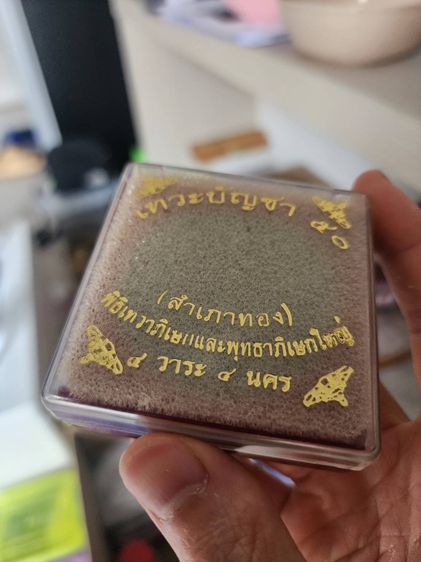 เทวะบัญชา ๕๐
(สำเภาทอง)
พิธีเทวาภิเษกและพุทธาภิเษกใหญ่
๔ วาระ ๔ นคร